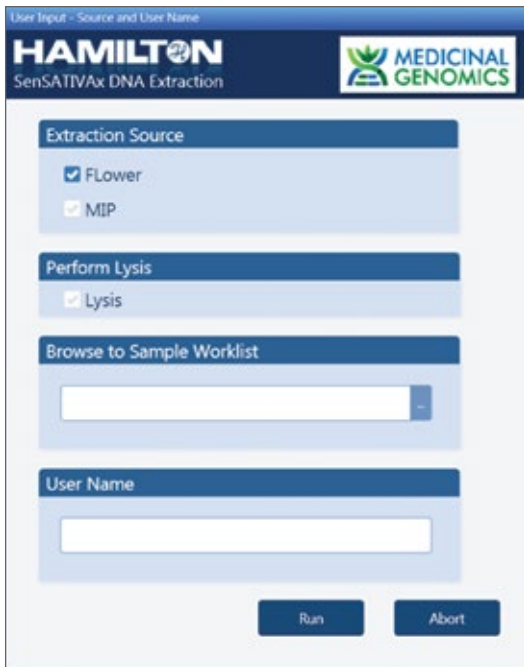 User Input - Source and User Name
HAMILTON
SenSATIVAx DNA Extraction
MEDICINAL
GENOMICS
Extraction Source
FLower
MIP
Perform Lysis
Lysis
Browse to Sample Worklist
...
User Name
Run
Abort